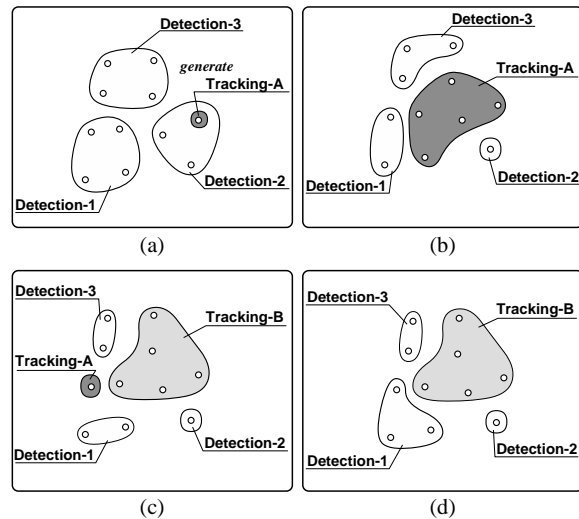 Detection-3
generate
Tracking-A
Detection-2
Detection-1
(a)
Detection-3
Tracking-A
Detection-1
Detection-2
(b)
Detection-3
Tracking-B
Tracking-A
Detection-1
Detection-2
(c)
Tracking-B
Detection-3
Detection-1
Detection-2
(d)